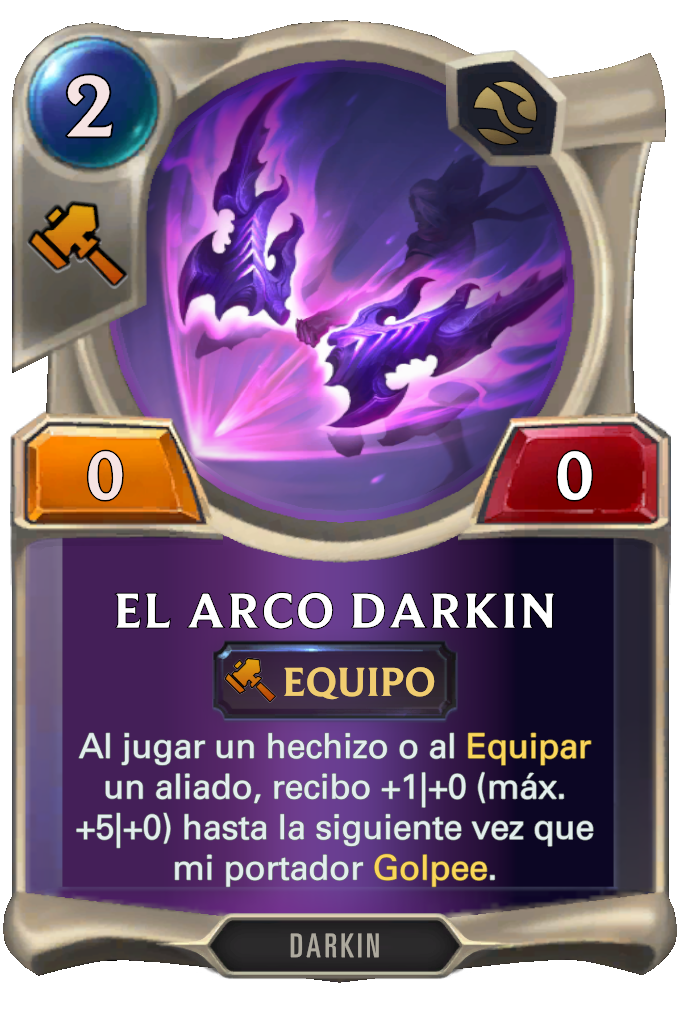 2
0
0
EL ARCO DARKIN
EQUIPO
Al jugar un hechizo o al Equipar
un aliado, recibo +1|+0 (máx.
+5|+0) hasta la siguiente vez que
mi portador Golpee.
DARKIN